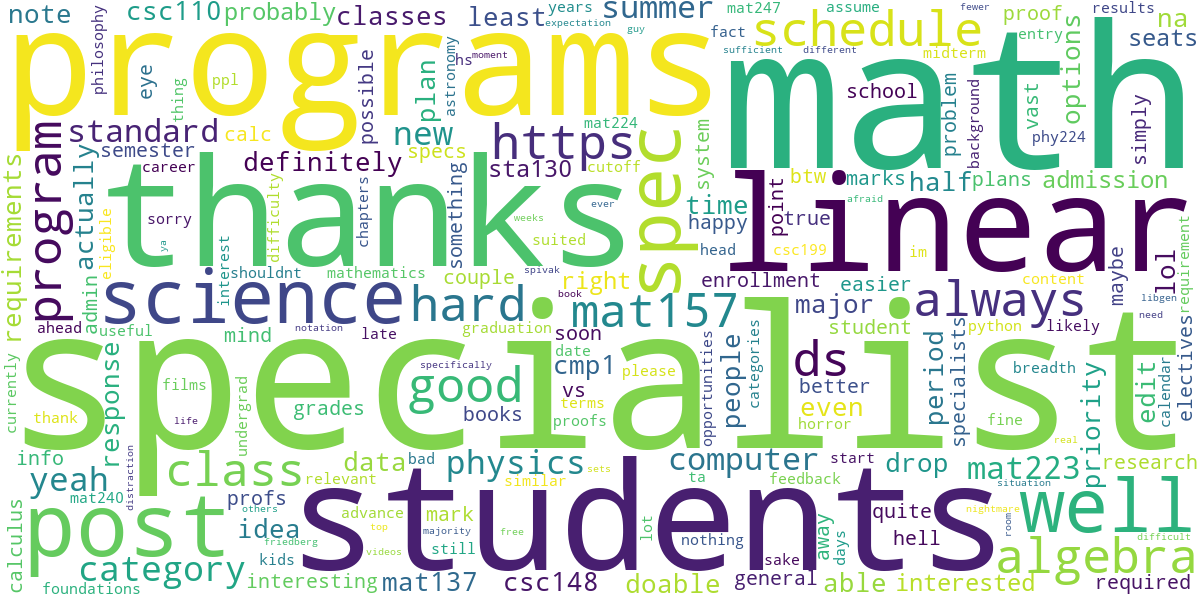 note
csc110
probably
classes
least
summer
years
expectation
guy
mat247
assume
fewer
proof
results
na
entry
seats
philosophy
programs
eye
ppl
thing
possible
plan
astronomy
hs
moment
fact
sufficient
different
schedule
midterm
options
math
school
problem
background
vast
phy224
simply
program
standard
semester
calc
new
specs
https
mat224
cutoff
spec
system
requirements
actually
career
definitely
sta130
btw
marks
half
plans
admission
thanks
sorry
ya
eligible
difficulty
chapters
something
weeks
ever
suited
time
happy
head
point
true
csc199
afraid
im
linear
lol
maybe
requirement
interest
shouldnt
mathematics
couple
spivak
book
right
enrollment
easier
content
libgen
need
science
hard
mat157
major
student
always
python
likely
admin
ahead
useful
mind
notation
late
graduation
soon
date
currently
response
films
thank
life
undergrad
grades
specifically
good
books
cmp1
vs
terms
proofs
please
people
opportunities
categories
ds
better
even
horror
period
specialists
fine
breadth
priority
edit
calendar
electives
specialist
info
yeah
mat240
distraction
class
others
profs
data
relevant
bad
physics
sets
similar
computer
ta
feedback
start
drop
real
mat223
situation
research
calculus
post
idea
friedberg
advance
top
majority
videos
mark
still
free
students
lot
nothing
away
days
sake
quite
hell
nightmare
room
well
difficult
foundations
category
kids
interesting
mat137
csc148
doable
general
able
interested
algebra
required